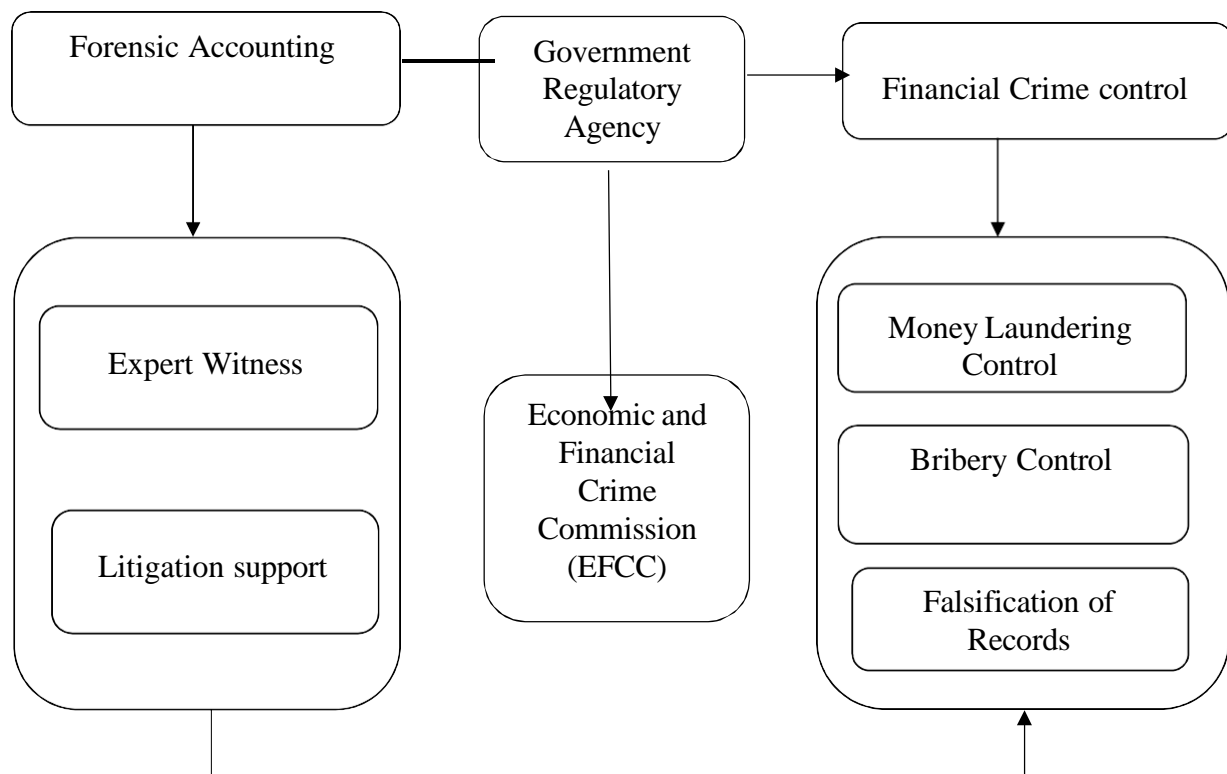 Forensic Accounting
Government
Regulatory
Agency
Financial Crime control
Expert Witness
Litigation support
Economic and
Financial
Crime
Commission
(EFCC)
Money Laundering
Control
Bribery Control
Falsification of
Records